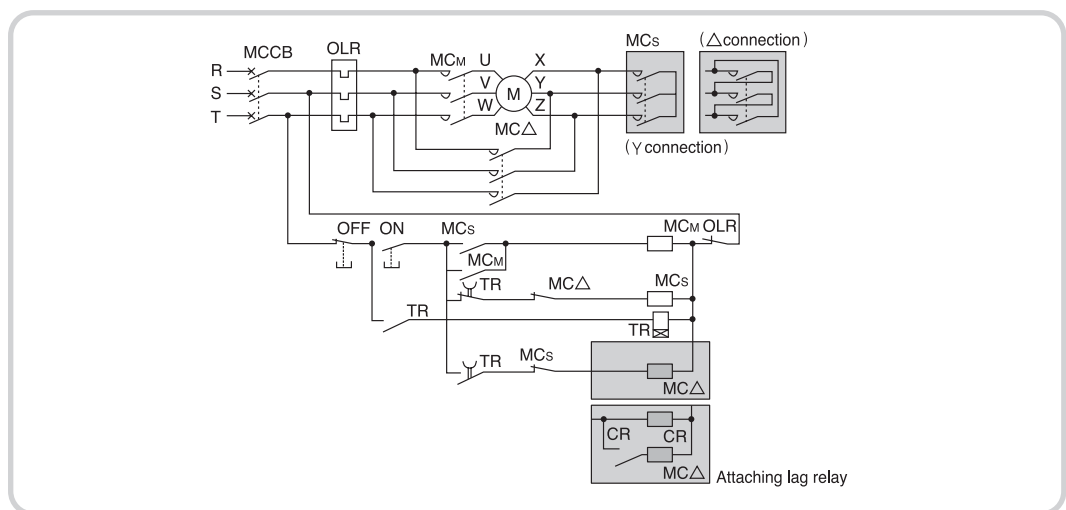 MCCB OLR MCM U X MCS (△connection)
R
S V Y
M
T W Z
MC△
(Y connection)
OFF ON MCS MCM OLR
MCM
TR MC△ MCS
TR
TR
TR MCS
MC△
CR CR
MC△ Attaching lag relay